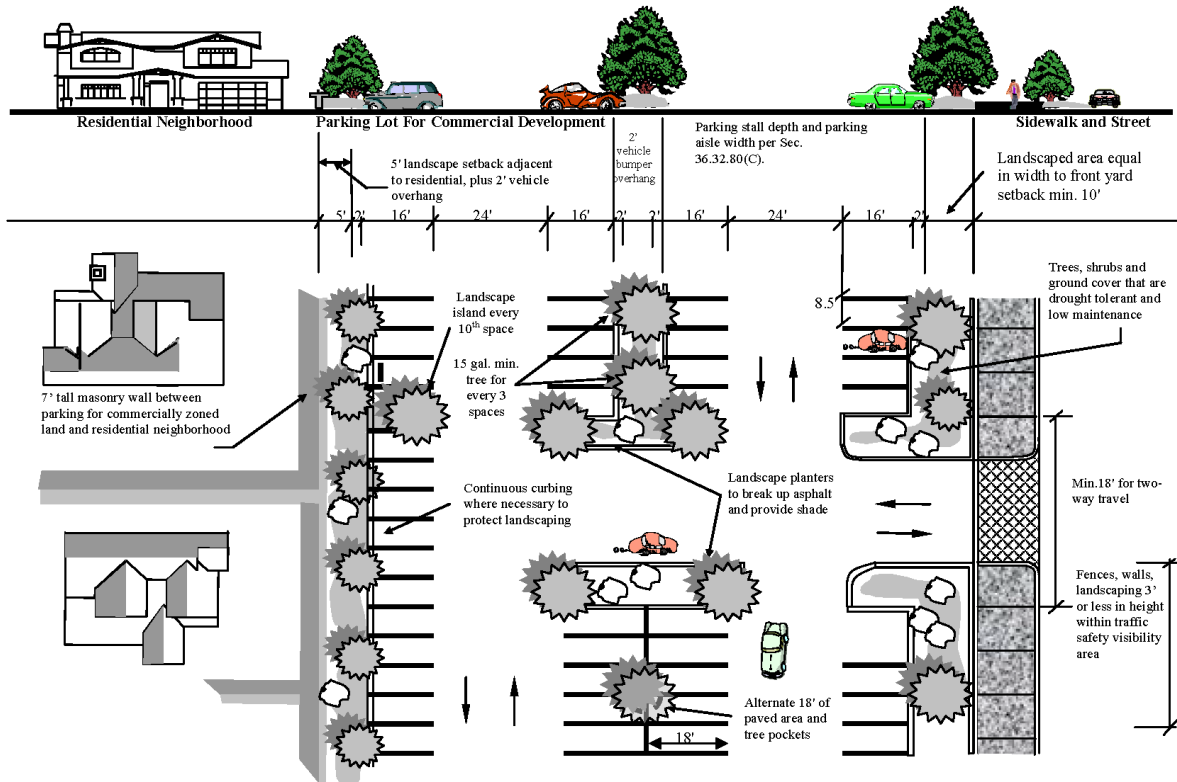 Residential Neighborhood
Parking Lot For Commercial Development
Sidewalk and Street
2'
vehicle
bumper
overhang
Parking stall depth and parking
aisle width per Sec.
36.32.80(C).
5' landscape setback adjacent
to residential, plus 2' vehicle
overhang
Landscaped area equal
in width to front yard
setback min. 10'
5'
2'
16'
24'
16'
2'
2'
16'
24'
16'
2'
8.5'
Trees, shrubs and
ground cover that are
drought tolerant and
low maintenance
Landscape
island every
10th space
15 gal. min.
tree for
every 3
spaces
7' tall masonry wall between
parking for commercially zoned
land and residential neighborhood
Continuous curbing
where necessary to
protect landscaping
Landscape planters
to break up asphalt
and provide shade
Min.18' for two-
way travel
Fences, walls,
landscaping 3'
or less in height
within traffic
safety visibility
area
Alternate 18' of
paved area and
tree pockets
18'